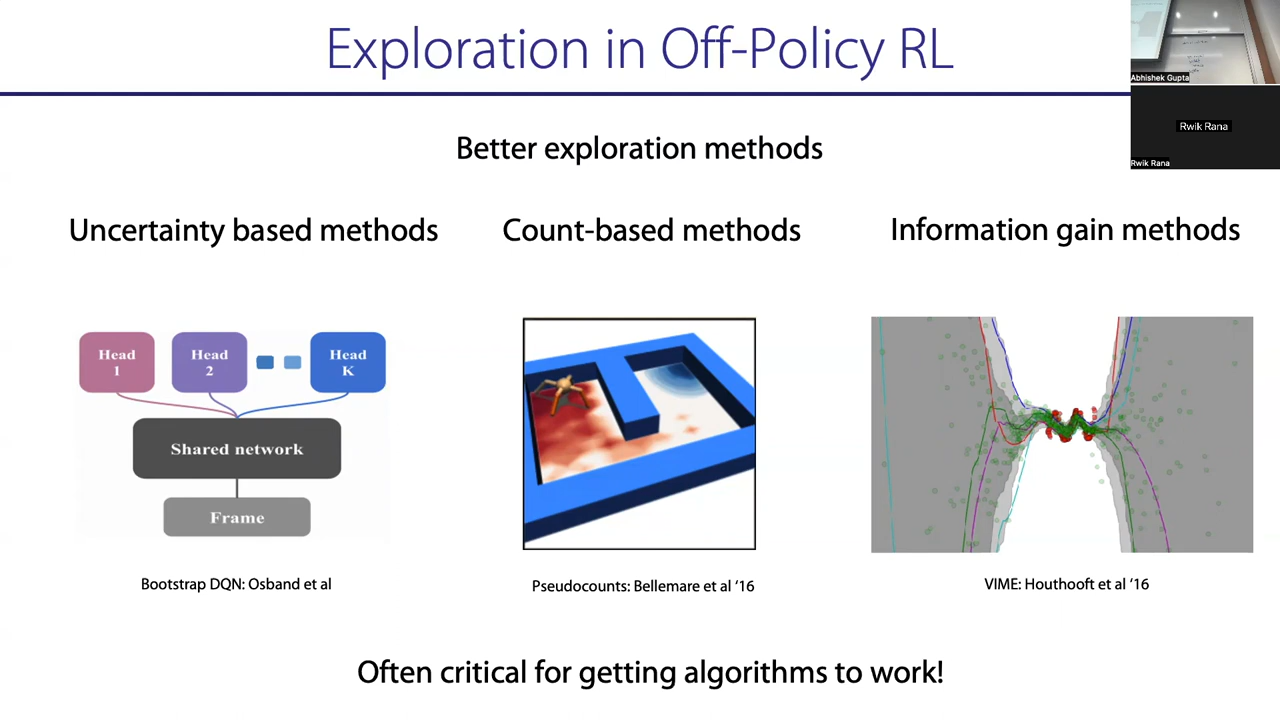 Exploration in Off-Policy RL
Abhishek Gupta
Rwik Rana
Rwik Rana
Better exploration methods
Uncertainty based methods
Count-based methods
Information gain methods
Head 1
Head 2
Head K
Shared network
Frame
Bootstrap DQN: Osband et al
Pseudocounts: Bellemare et al ‘16
VIME: Houthooft et al ‘16
Often critical for getting algorithms to work!